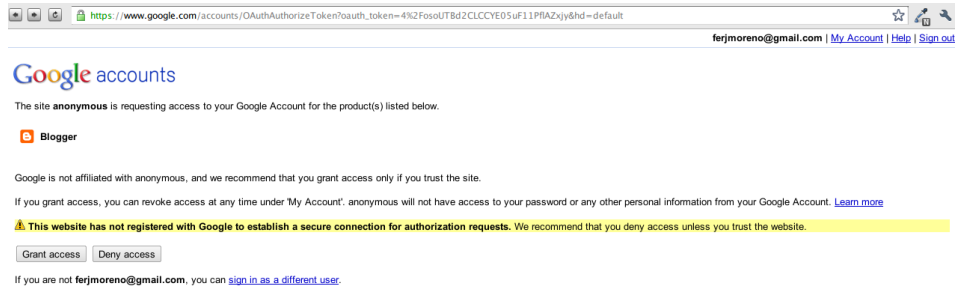 https://www.google.com/accounts/OAuthAuthorizeToken?oauth_token=4%2FosoUTBd2CLCCYE05uF11PflAZxjy&hd=default
ferjmoreno@gmail.com | My Account | Help | Sign out
Google accounts
The site anonymous is requesting access to your Google Account for the product(s) listed below.
Blogger
Google is not affiliated with anonymous, and we recommend that you grant access only if you trust the site.
If you grant access, you can revoke access at any time under 'My Account'. anonymous will not have access to your password or any other personal information from your Google Account. Learn more
This website has not registered with Google to establish a secure connection for authorization requests. We recommend that you deny access unless you trust the website.
Grant access Deny access
If you are not ferjmoreno@gmail.com, you can sign in as a different user.